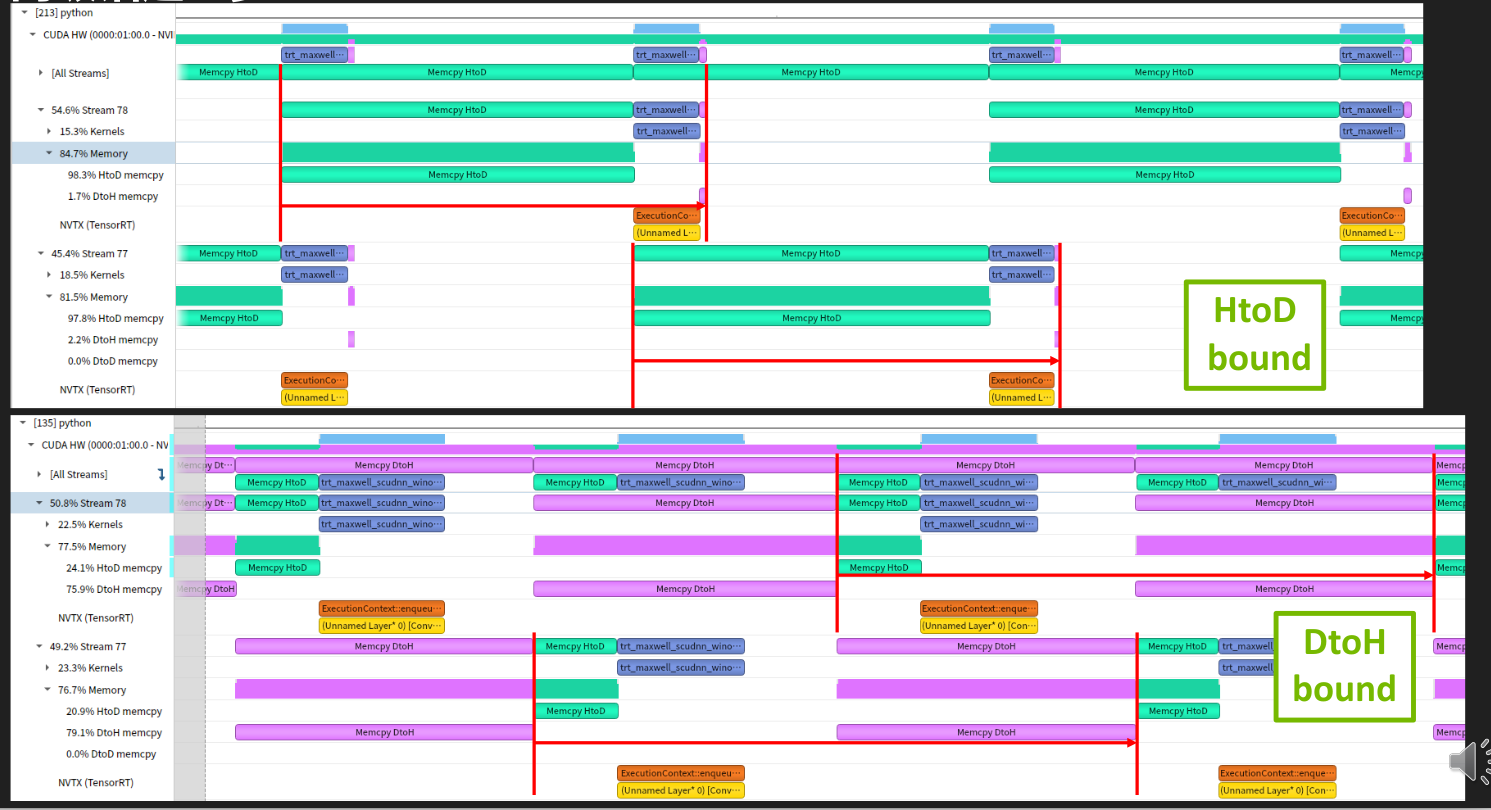 [213] python
CUDA HW (0000:01:00.0 - NVI
trt_maxwell··· trt_maxwell··· trt_maxwell··· trt_maxwell···
[All Streams] Memcpy HtoD Memcpy HtoD Memcpy HtoD Memcpy HtoD Memcpy
54.6% Stream 78 Memcpy HtoD trt_maxwell··· Memcpy HtoD trt_maxwell···
15.3% Kernels trt_maxwell··· trt_maxwell···
84.7% Memory
98.3% HtoD memcpy Memcpy HtoD Memcpy HtoD
1.7% DtoH memcpy
ExecutionCo··· ExecutionCo···
NVTX (TensorRT)
(Unnamed L··· (Unnamed L···
45.4% Stream 77 Memcpy HtoD trt_maxwell··· Memcpy HtoD trt_maxwell··· Memcpy
18.5% Kernels trt_maxwell··· trt_maxwell···
81.5% Memory
97.8% HtoD memcpy Memcpy HtoD Memcpy HtoD Memcpy
2.2% DtoH memcpy
0.0% DtoD memcpy
ExecutionCo··· ExecutionCo···
NVTX (TensorRT)
(Unnamed L··· (Unnamed L···
HtoD
bound
[135] python
CUDA HW (0000:01:00.0 - NV
Memcpy Dt··· Memcpy DtoH Memcpy DtoH Memcpy DtoH Memcpy DtoH Memcp
[All Streams] Memcpy HtoD trt_maxwell_scudnn_wino··· Memcpy HtoD trt_maxwell_scudnn_wino··· Memcpy HtoD trt_maxwell_scudnn_wi··· Memcpy HtoD trt_maxwell_scudnn_wi··· Memc
50.8% Stream 78 Memcpy Dt··· Memcpy HtoD trt_maxwell_scudnn_wino··· Memcpy DtoH Memcpy HtoD trt_maxwell_scudnn_wi··· Memcpy DtoH Memc
22.5% Kernels trt_maxwell_scudnn_wino··· trt_maxwell_scudnn_wi···
77.5% Memory
24.1% HtoD memcpy Memcpy HtoD Memcpy HtoD Memcp
75.9% DtoH memcpy Memcpy DtoH Memcpy DtoH Memcpy DtoH
ExecutionContext::enqueu··· ExecutionContext::enque···
NVTX (TensorRT)
(Unnamed Layer* 0) [Conv··· (Unnamed Layer* 0) [Con···
49.2% Stream 77 Memcpy DtoH Memcpy HtoD trt_maxwell_scudnn_wino··· Memcpy DtoH Memcpy HtoD trt_maxwell Memcp
23.3% Kernels trt_maxwell_scudnn_wino··· trt_maxwell
76.7% Memory
20.9% HtoD memcpy Memcpy HtoD Memcpy HtoD
79.1% DtoH memcpy Memcpy DtoH Memcpy DtoH Memcp
0.0% DtoD memcpy
ExecutionContext::enqueu··· ExecutionContext::enque···
NVTX (TensorRT)
(Unnamed Layer* 0) [Conv··· (Unnamed Layer* 0) [Con···
DtoH
bound